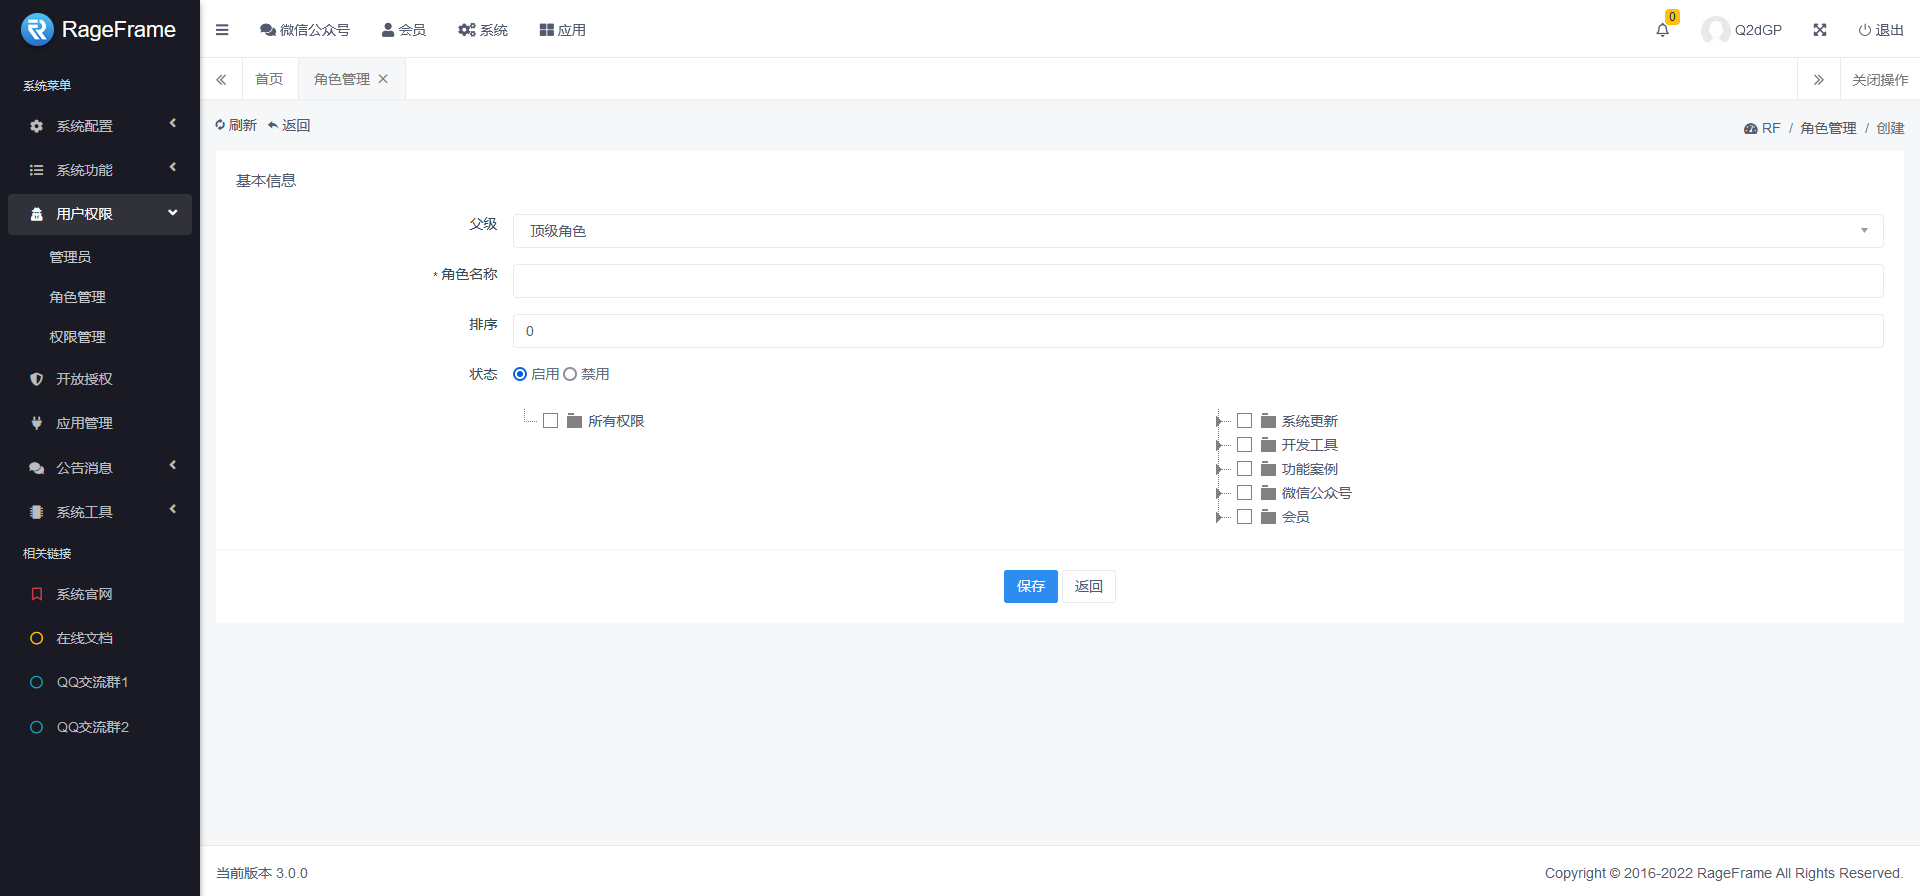 RageFrame
微信公众号
会员
系统
应用
0
Q2dGP
退出
首页
角色管理
关闭操作
系统菜单
系统配置
系统功能
用户权限
管理员
角色管理
权限管理
开放授权
应用管理
公告消息
系统工具
相关链接
系统官网
在线文档
QQ交流群1
QQ交流群2
刷新
返回
RF / 角色管理 / 创建
基本信息
父级
顶级角色
* 角色名称
排序
0
状态
启用
禁用
所有权限
系统更新
开发工具
功能案例
微信公众号
会员
保存
返回
当前版本 3.0.0
Copyright © 2016-2022 RageFrame All Rights Reserved.